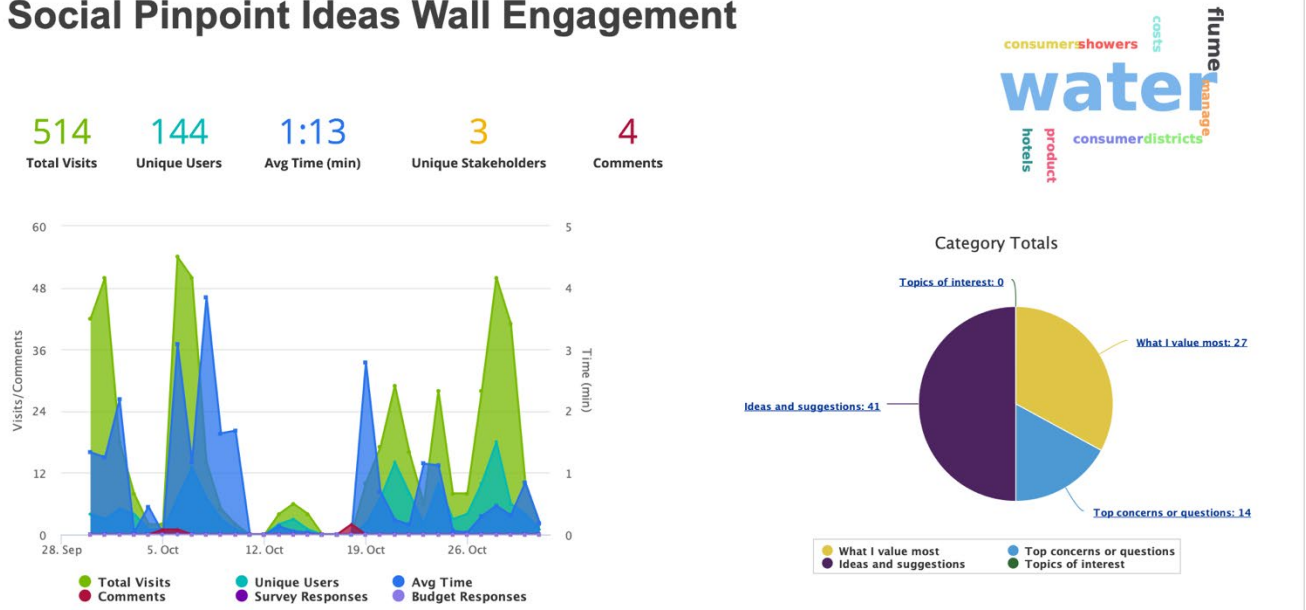 Social Pinpoint Ideas Wall Engagement
flume
costs
consumers showers
water
manage
hotels
product
consumer districts
514 144 1:13 3 4
Total Visits Unique Users Avg Time (min) Unique Stakeholders Comments
Visits/Comments
60
48
36
24
12
0
28. Sep 5. Oct 12. Oct 19. Oct 26. Oct
5
4
3
2
1
0
Time (min)
Total Visits Unique Users Avg Time
Comments Survey Responses Budget Responses
Category Totals
Topics of interest: 0
What I value most: 27
Ideas and suggestions: 41
Top concerns or questions: 14
What I value most Top concerns or questions
Ideas and suggestions Topics of interest